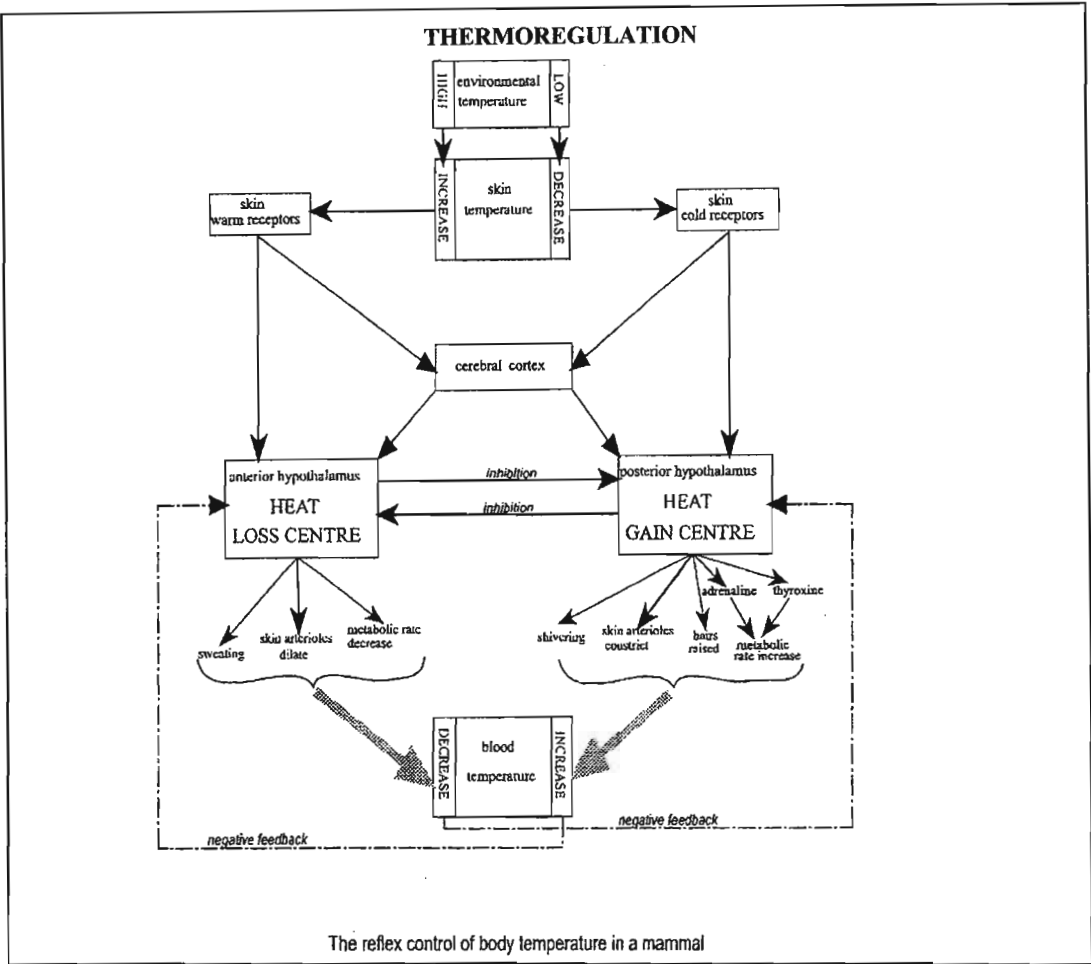 THERMOREGULATION
HIGH
environmental
temperature
LOW
INCREASE
skin
temperature
DECREASE
skin
warm receptors
skin
cold receptors
cerebral cortex
anterior hypothalamus
HEAT
LOSS CENTRE
inhibition
inhibition
posterior hypothalamus
HEAT
GAIN CENTRE
sweating
skin arterioles
dilate
metabolic rate
decrease
shivering
skin arterioles
constrict
hairs
raised
adrenaline
thyroxine
metabolic
rate increase
DECREASE
blood
temperature
INCREASE
negative feedback
negative feedback
The reflex control of body temperature in a mammal